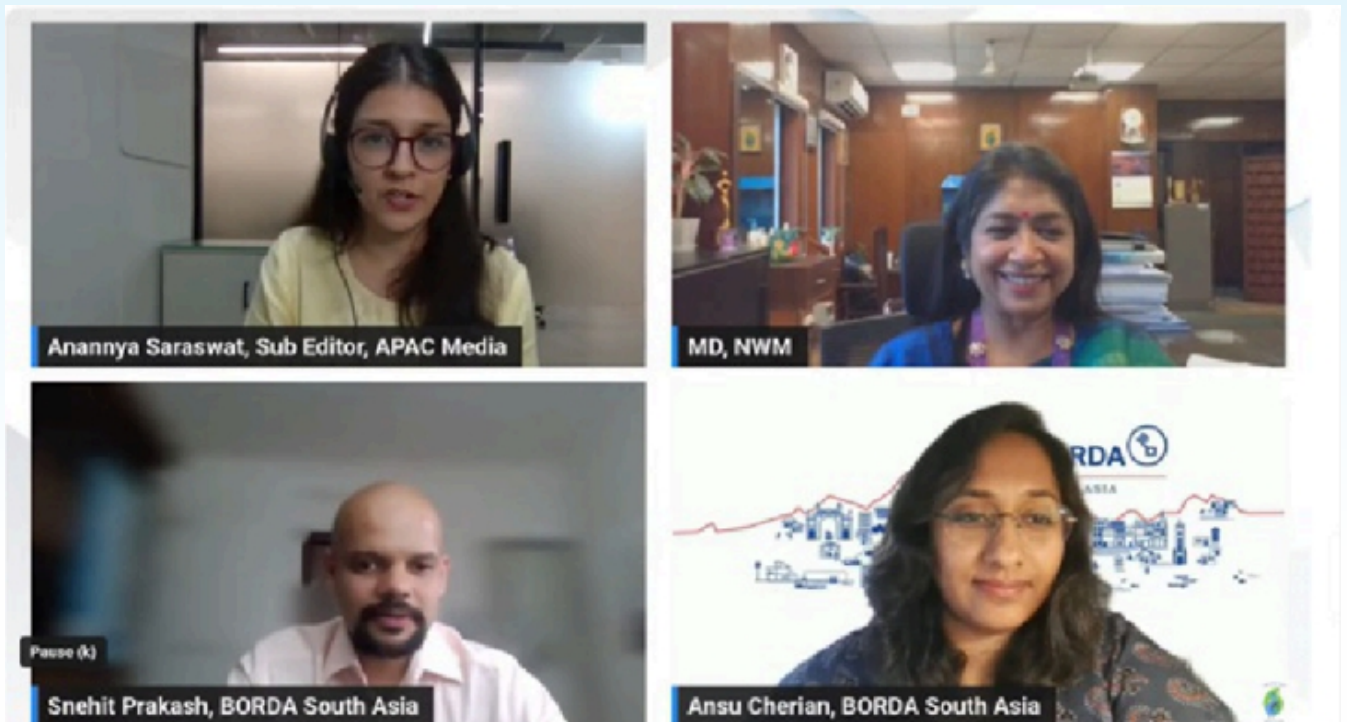 Anannya Saraswat, Sub Editor, APAC Media
MD, NWM
RDA
ASIA
Pause (k)
Snehit Prakash, BORDA South Asia
Ansu Cherian, BORDA South Asia